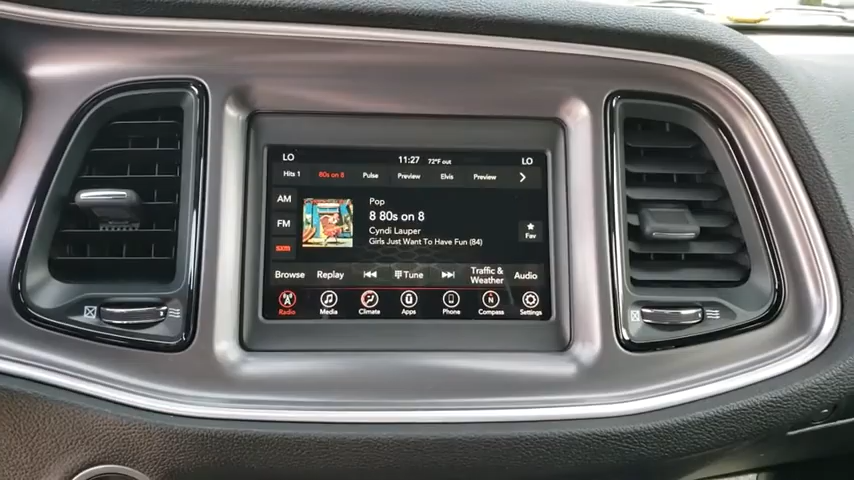 LO 11:27 72°F out LO
Hits 1 80s on 8 Pulse Preview Elvis Preview
AM
FM
SXM
Pop
8 80s on 8
Cyndi Lauper
Girls Just Want To Have Fun (84)
Fav
Browse Replay Tune Traffic & Weather Audio
Radio Media Climate Apps Phone Compass Settings
N